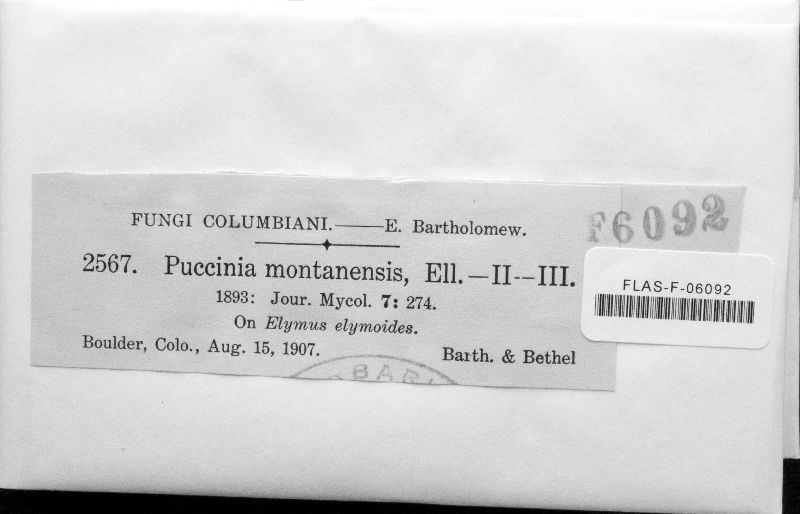 FUNGI COLUMBIANI.——E. Bartholomew.
F6092
2567. Puccinia montanensis, Ell.—II--III.
1893: Jour. Mycol. 7: 274.
On Elymus elymoides.
Boulder, Colo., Aug. 15, 1907. Barth. & Bethel
FLAS-F-06092